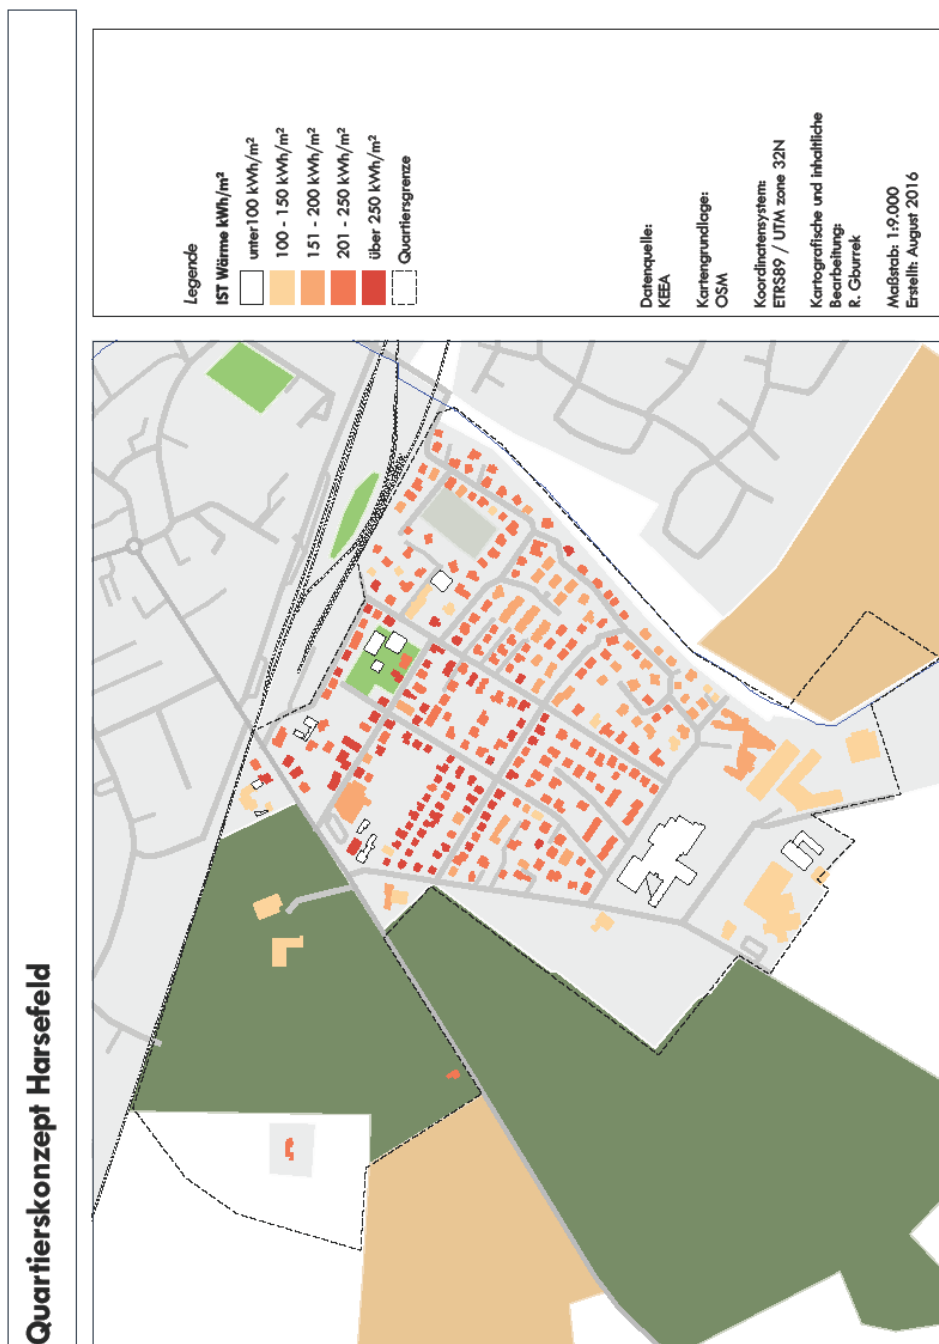 Quartierskonzept Harsefeld
Legende
IST Wärme kWh/m²
unter100 kWh/m²
100 - 150 kWh/m²
151 - 200 kWh/m²
201 - 250 kWh/m²
über 250 kWh/m²
Quartiersgrenze
Datenquelle:
KEEA
Kartengrundlage:
OSM
Koordinatensystem:
ETRS89 / UTM zone 32N
Kartografische und inhaltliche
Bearbeitung:
R. Gburrek
Maßstab: 1:9.000
Erstellt: August 2016